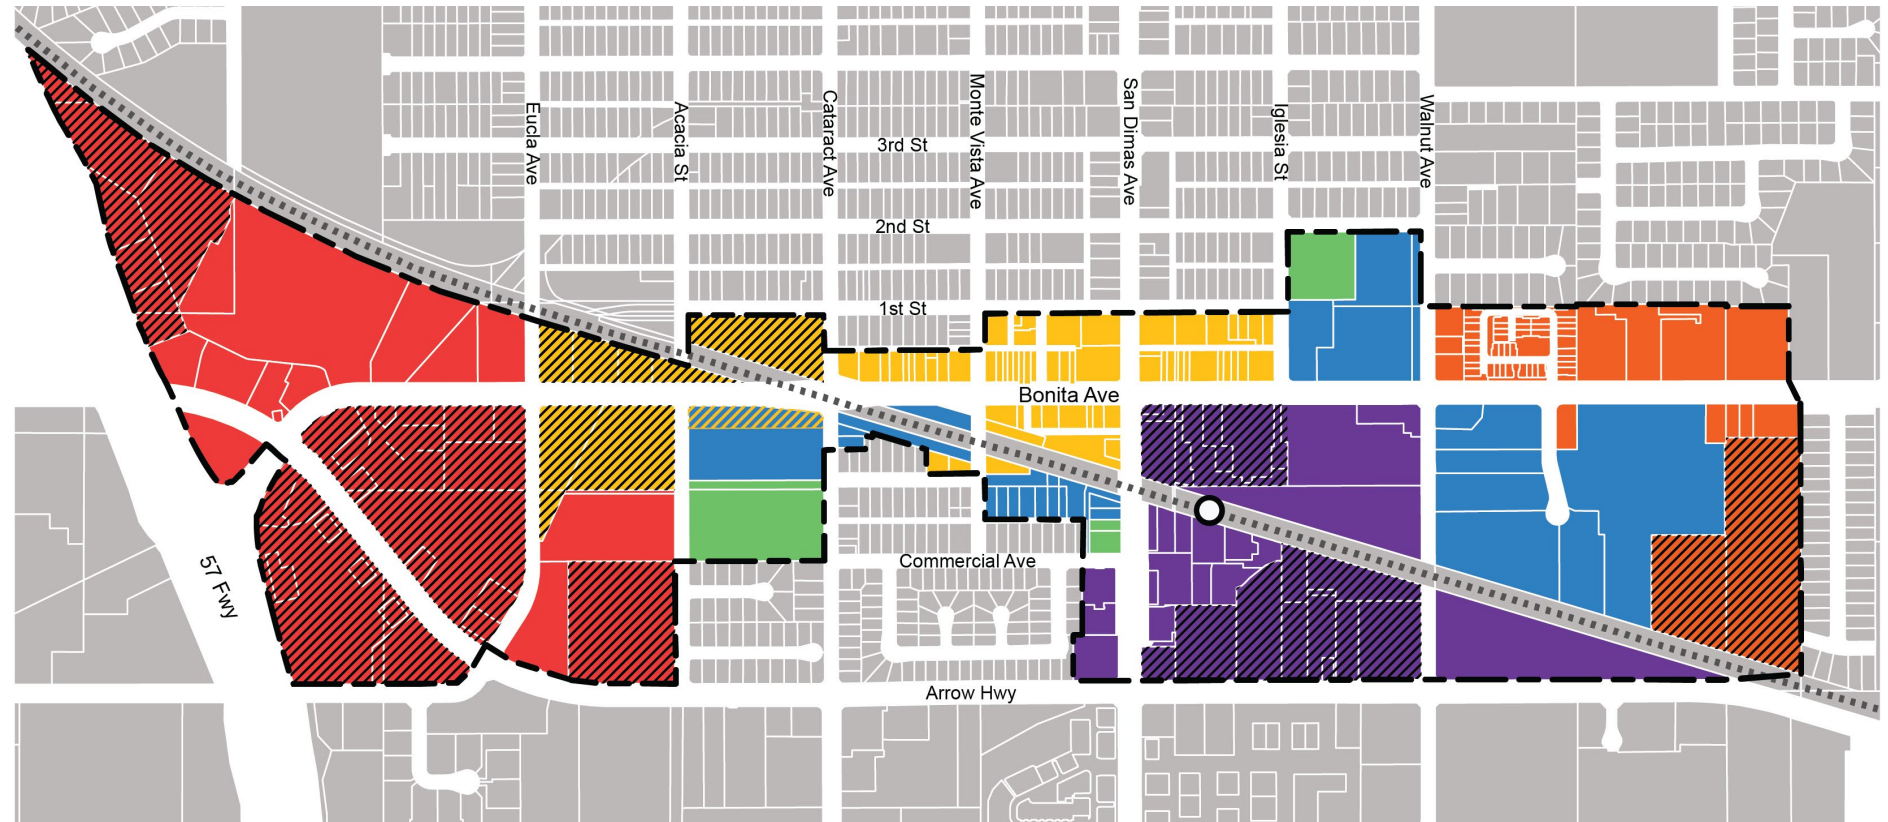 Eucla Ave
Acacia St
Cataract Ave
Monte Vista Ave
San Dimas Ave
Iglesia St
Walnut Ave
3rd St
2nd St
1st St
Bonita Ave
57 Fwy
Commercial Ave
Arrow Hwy